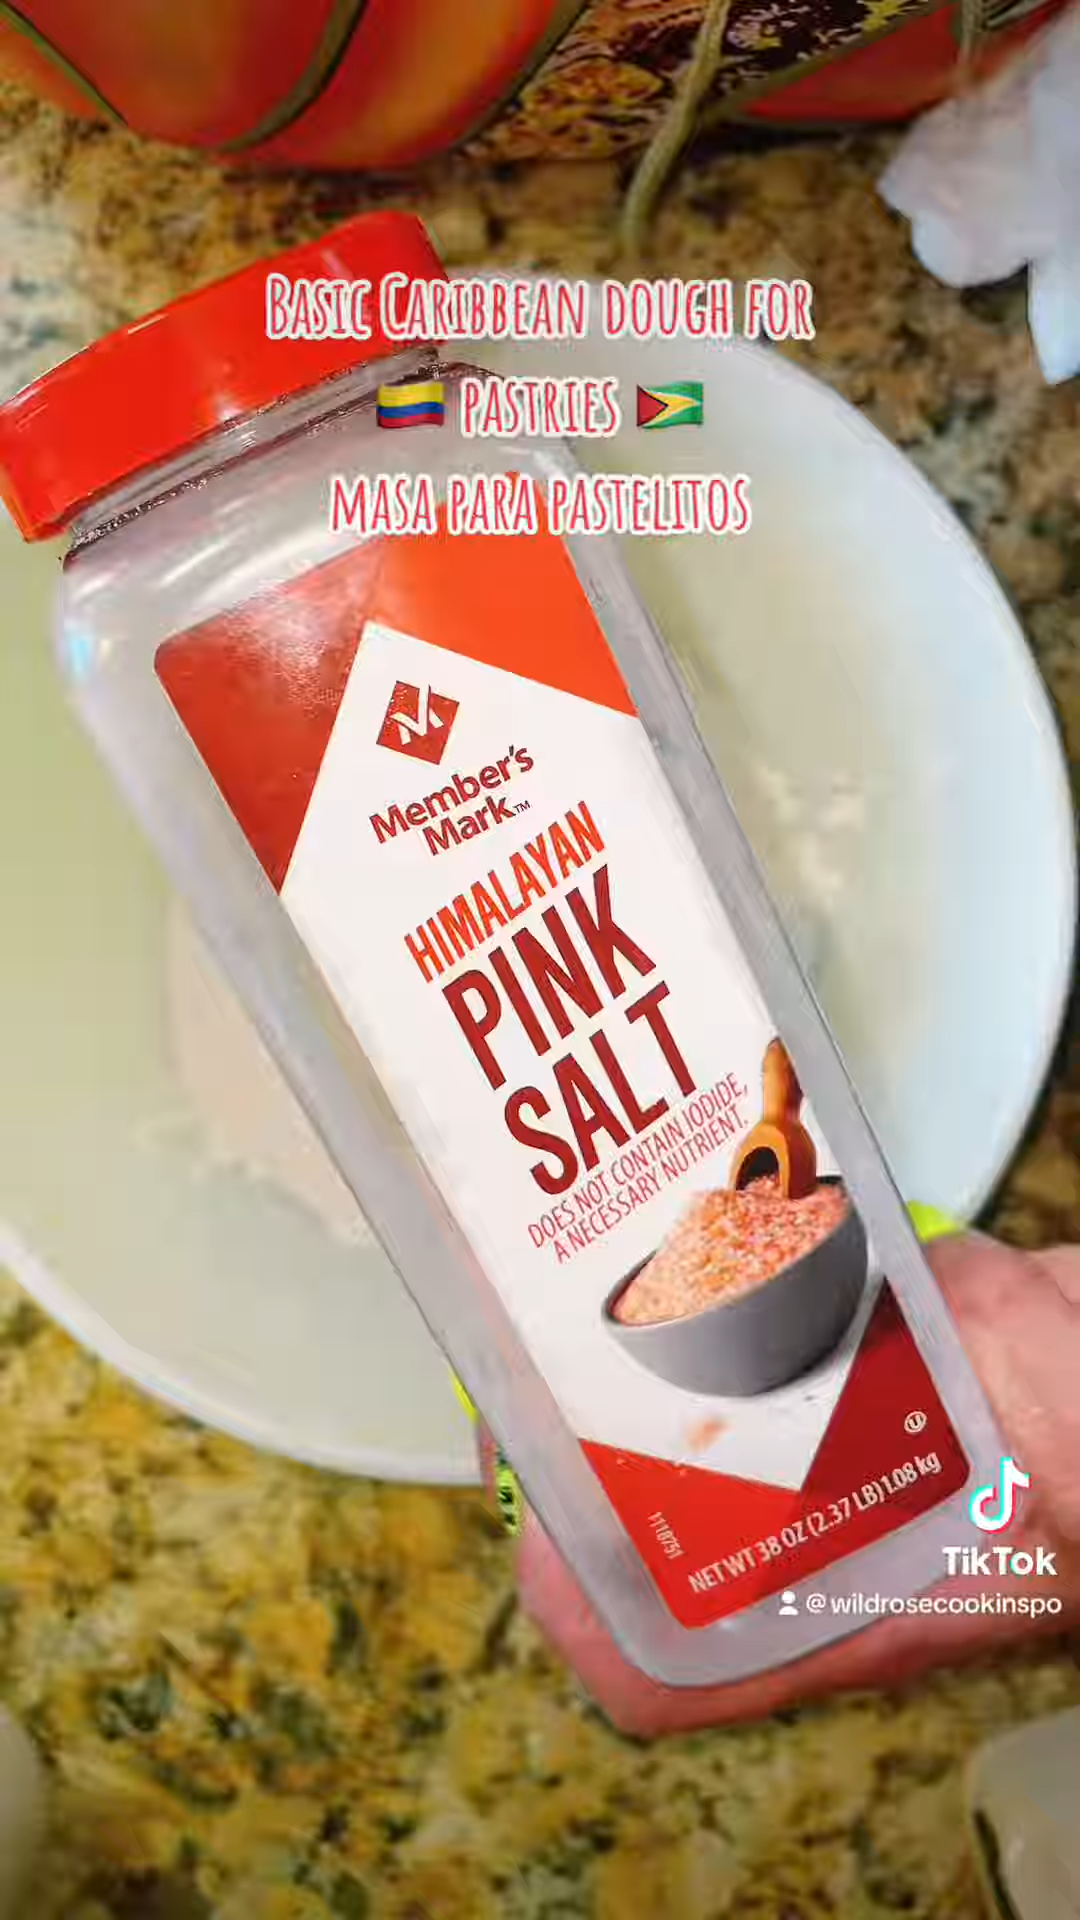 BASIC CARIBBEAN DOUGH FOR
🇨🇴 PASTRIES 🇬🇾
MASA PARA PASTELITOS
Member's
Mark™
HIMALAYAN
PINK
SALT
DOES NOT CONTAIN IODIDE,
A NECESSARY NUTRIENT.
U
1118751
NET WT 38 OZ (2.37 LB) 1.08 kg
TikTok
@wildrosecookinspo